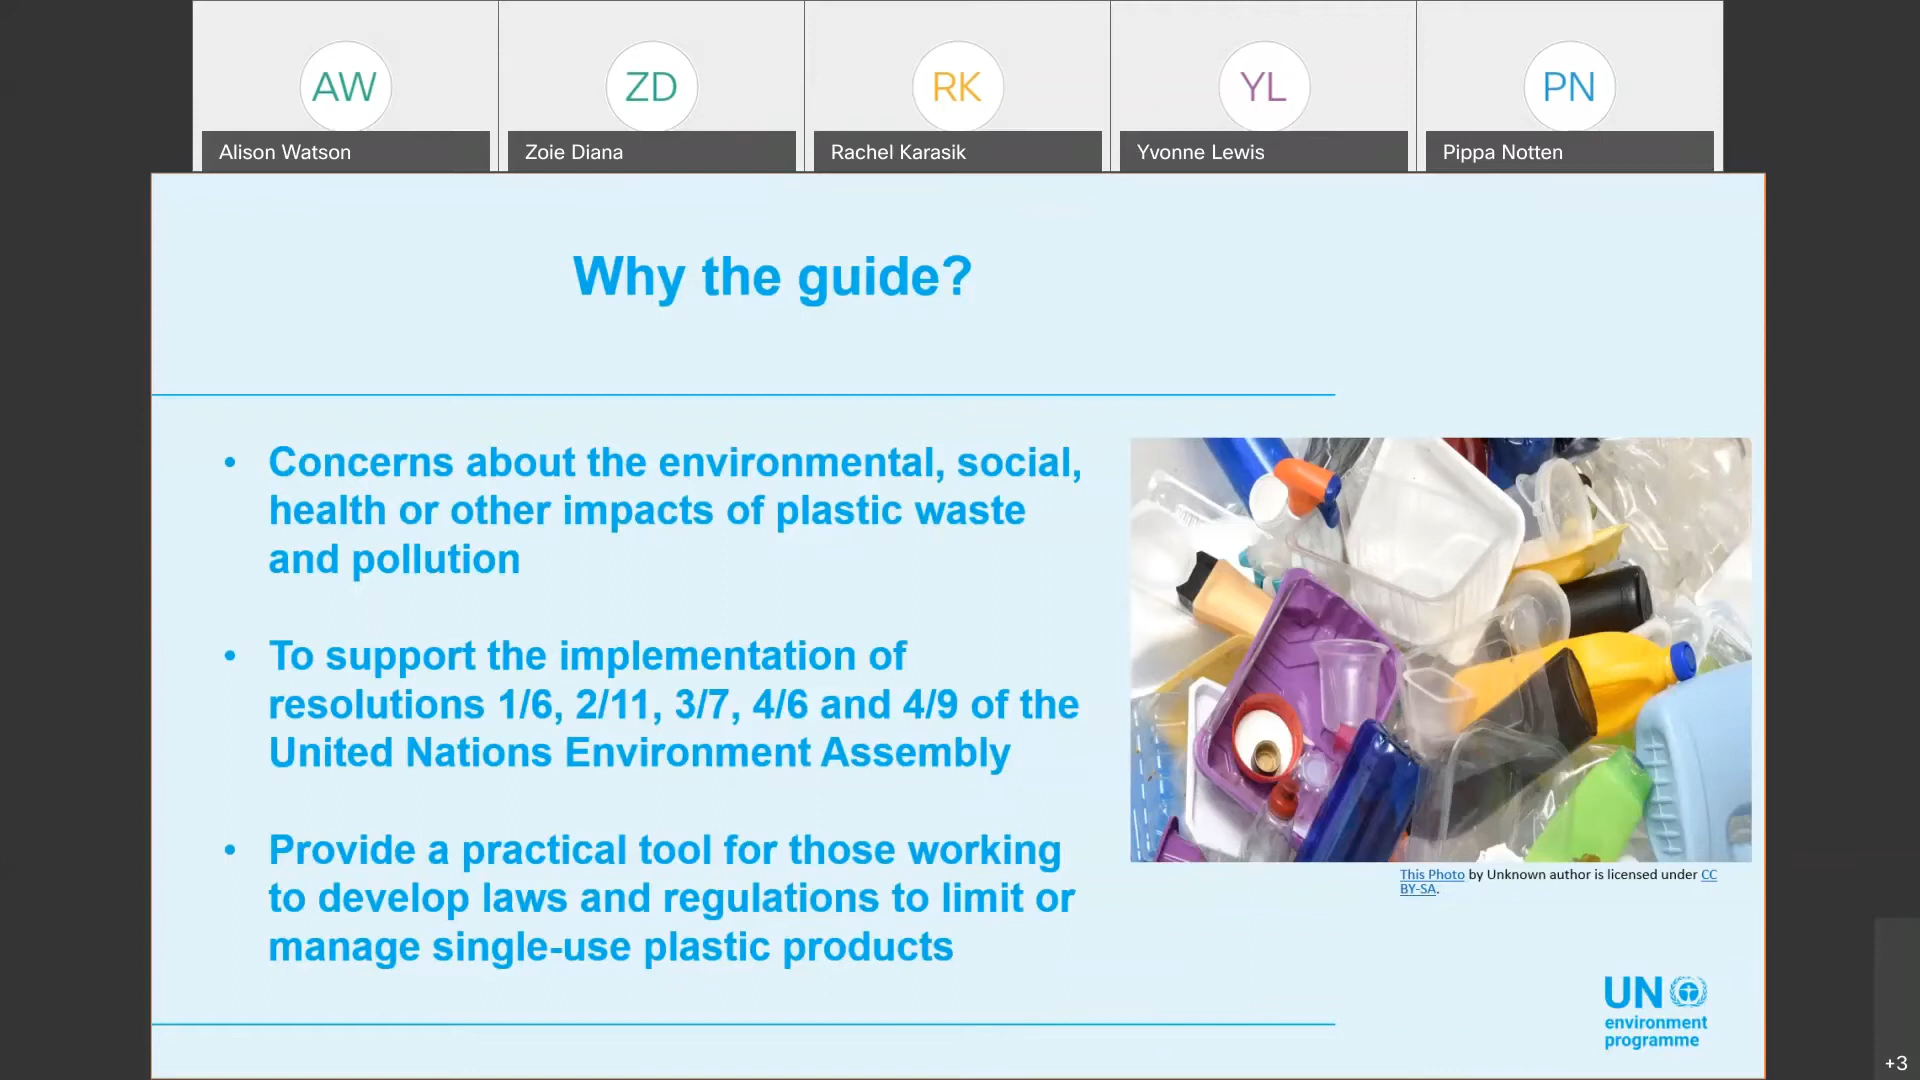 AW
ZD
RK
YL
PN
Alison Watson
Zoie Diana
Rachel Karasik
Yvonne Lewis
Pippa Notten
Why the guide?
• Concerns about the environmental, social,
health or other impacts of plastic waste
and pollution
• To support the implementation of
resolutions 1/6, 2/11, 3/7, 4/6 and 4/9 of the
United Nations Environment Assembly
• Provide a practical tool for those working
to develop laws and regulations to limit or
manage single-use plastic products
This Photo by Unknown author is licensed under CC
BY-SA.
UN
environment
programme
+3